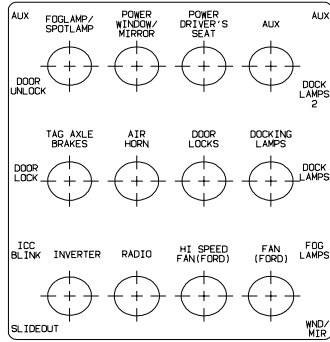 AUX
FOGLAMP/
SPOTLAMP
POWER
WINDOW/
MIRROR
POWER
DRIVER'S
SEAT
AUX
AUX
DOOR
UNLOCK
DOCK
LAMPS
2
TAG AXLE
BRAKES
AIR
HORN
DOOR
LOCKS
DOCKING
LAMPS
DOOR
LOCK
DOCK
LAMPS
ICC
BLINK
INVERTER
RADIO
HI SPEED
FAN(FORD)
FAN
(FORD)
FOG
LAMPS
SLIDEOUT
WND/
MIR